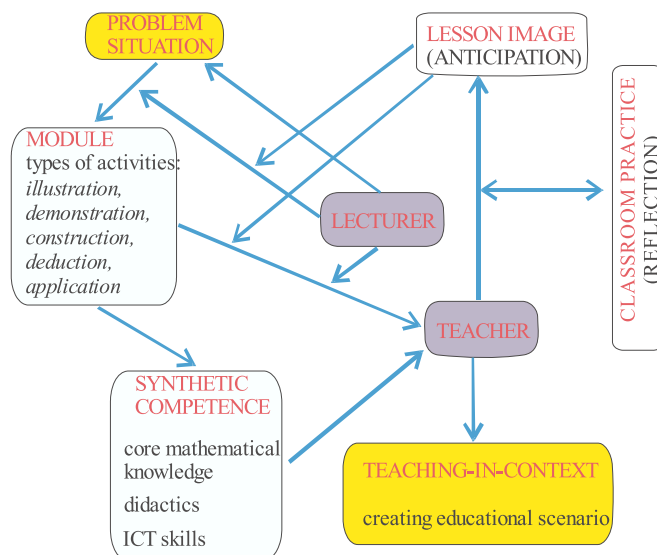 PROBLEM
SITUATION
LESSON IMAGE
(ANTICIPATION)
MODULE
types of activities:
illustration,
demonstration,
construction,
deduction,
application
LECTURER
CLASSROOM PRACTICE
(REFLECTION)
TEACHER
SYNTHETIC
COMPETENCE
core mathematical
knowledge
didactics
ICT skills
TEACHING-IN-CONTEXT
creating educational scenario